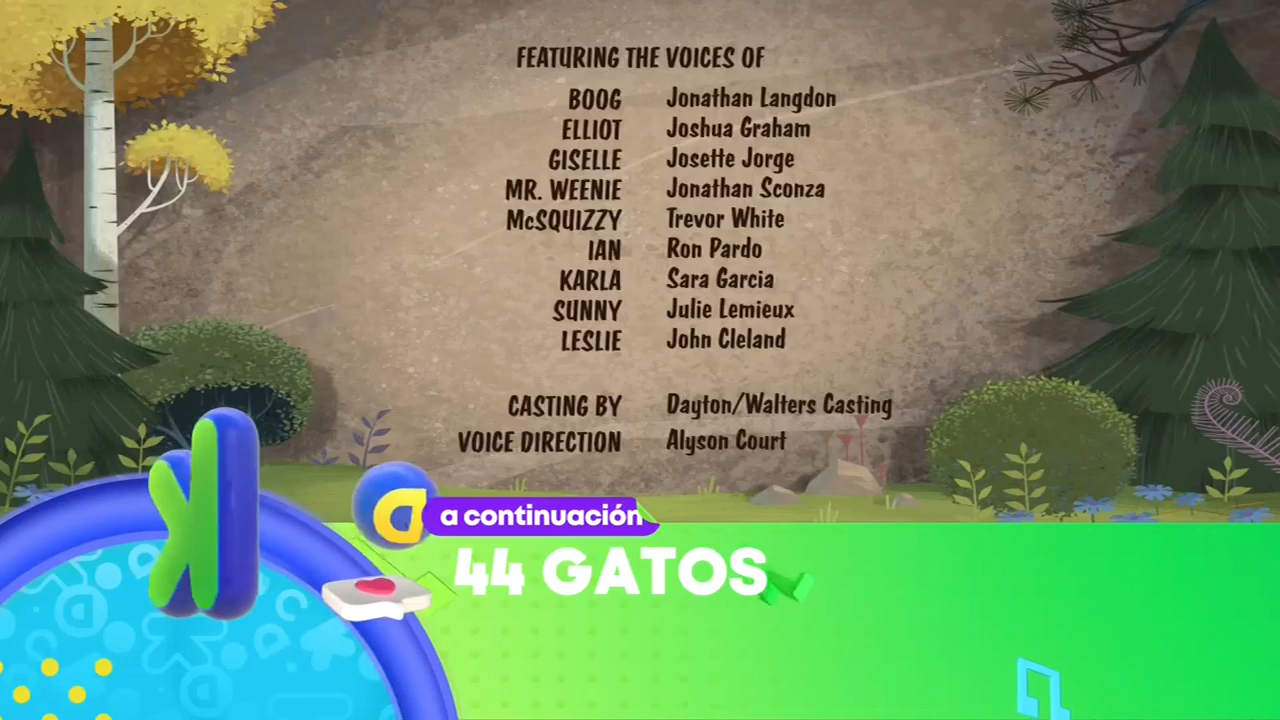 FEATURING THE VOICES OF
BOOG Jonathan Langdon
ELLIOT Joshua Graham
GISELLE Josette Jorge
MR. WEENIE Jonathan Sconza
McSQUIZZY Trevor White
IAN Ron Pardo
KARLA Sara Garcia
SUNNY Julie Lemieux
LESLIE John Cleland
CASTING BY Dayton/Walters Casting
VOICE DIRECTION Alyson Court
a continuación
44 GATOS